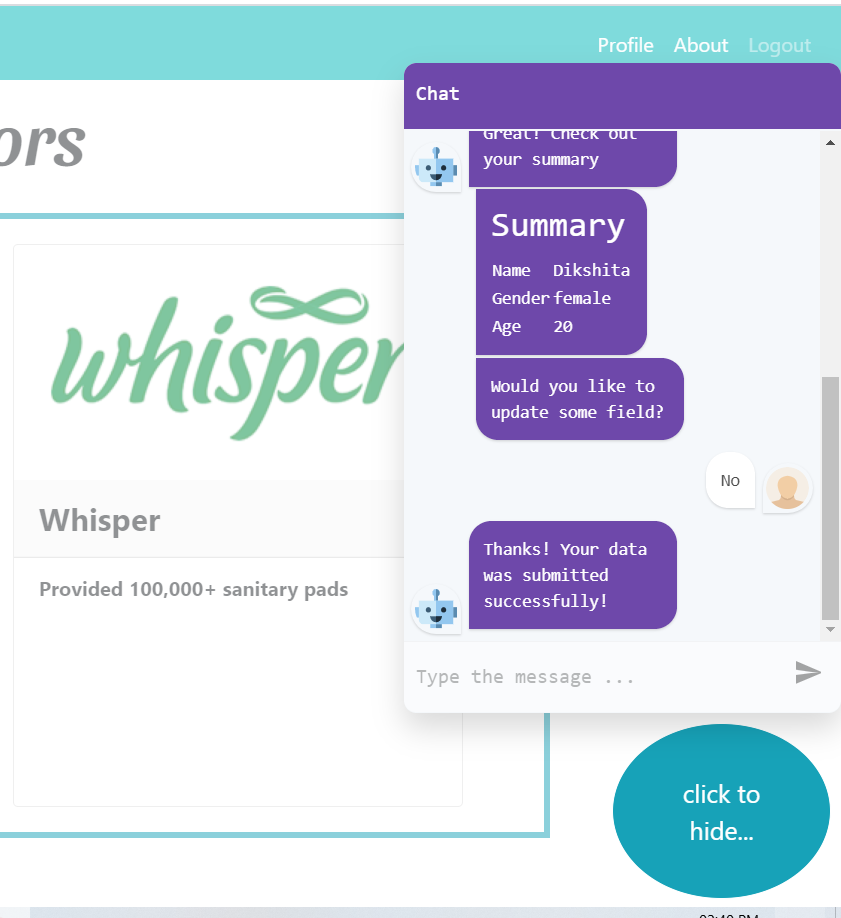 Profile About Logout
Chat
ors
Great! Check out
your summary
Summary
Name Dikshita
Gender female
Age 20
Would you like to
update some field?
No
Thanks! Your data
was submitted
successfully!
Type the message ...
whisper
Whisper
Provided 100,000+ sanitary pads
click to
hide...